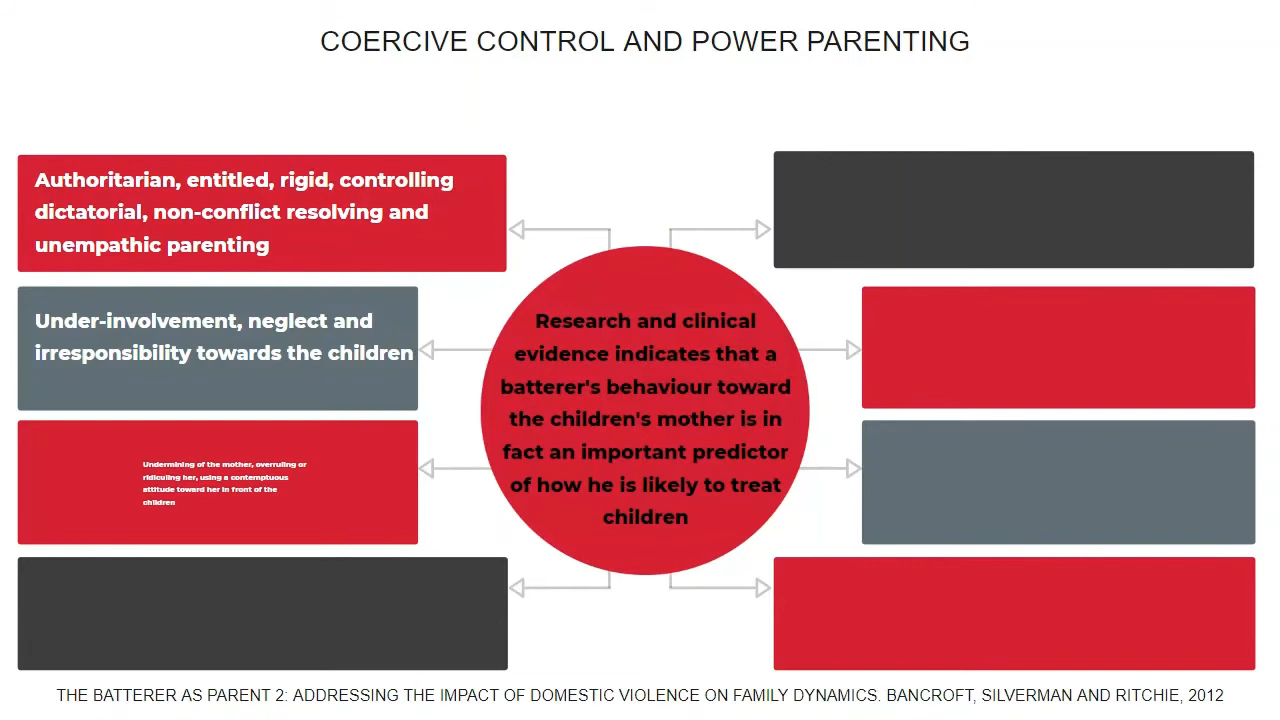 COERCIVE CONTROL AND POWER PARENTING
Authoritarian, entitled, rigid, controlling
dictatorial, non-conflict resolving and
unempathic parenting
Under-involvement, neglect and
irresponsibility towards the children
Undermining of the mother, overruling or
ridiculing her, using a contemptuous
attitude toward her in front of the
children
Research and clinical
evidence indicates that a
batterer's behaviour toward
the children's mother is in
fact an important predictor
of how he is likely to treat
children
THE BATTERER AS PARENT 2: ADDRESSING THE IMPACT OF DOMESTIC VIOLENCE ON FAMILY DYNAMICS. BANCROFT, SILVERMAN AND RITCHIE, 2012